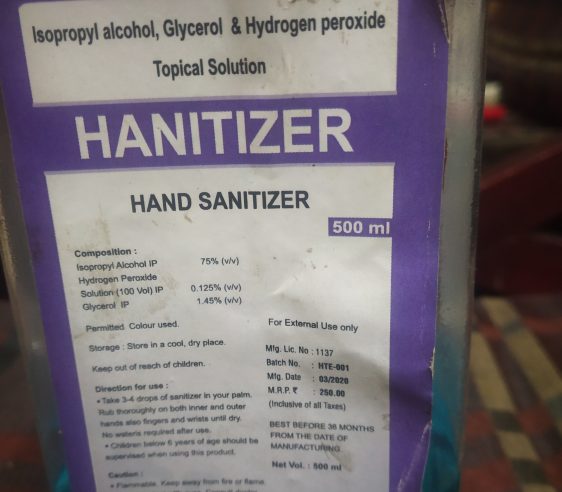 Isopropyl alcohol, Glycerol & Hydrogen peroxide
Topical Solution
HANITIZER
HAND SANITIZER
500 ml
Composition :
Isopropyl Alcohol IP 75% (v/v)
Hydrogen Peroxide
Solution (100 Vol) IP 0.125% (v/v)
Glycerol IP 1.45% (v/v)
Permitted Colour used.
Storage : Store in a cool, dry place.
Keep out of reach of children.
Direction for use :
• Take 3-4 drops of sanitizer in your palm.
Rub thoroughly on both inner and outer
hands also fingers and wrists until dry.
No wateris required after use.
• Children below 6 years of age should be
supervised when using this product.
Caution :
• Flammable. Keep away from fire or flame.
For External Use only
Mfg. Lic. No : 1137
Batch No. : HTE-001
Mfg. Date : 03/2020
M.R.P. ₹ : 250.00
(Inclusive of all Taxes)
BEST BEFORE 36 MONTHS
FROM THE DATE OF
MANUFACTURING
Net Vol. : 500 ml